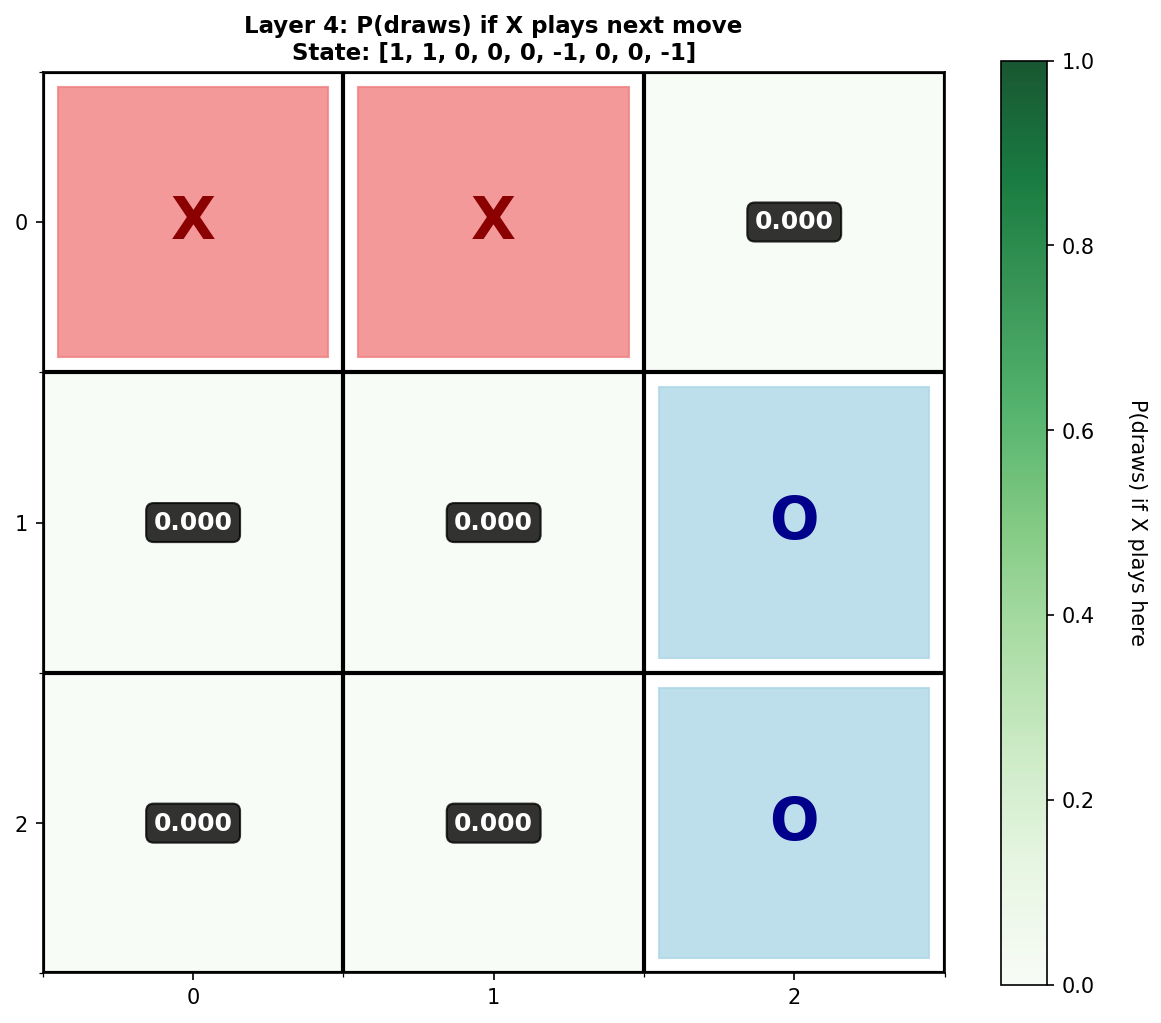 Layer 4: P(draws) if X plays next move
State: [1, 1, 0, 0, 0, -1, 0, 0, -1]
X X 0.000
0.000 0.000 O
0.000 0.000 O
0
1
2
0 1 2
1.0
0.8
0.6
0.4
0.2
0.0
P(draws) if X plays here